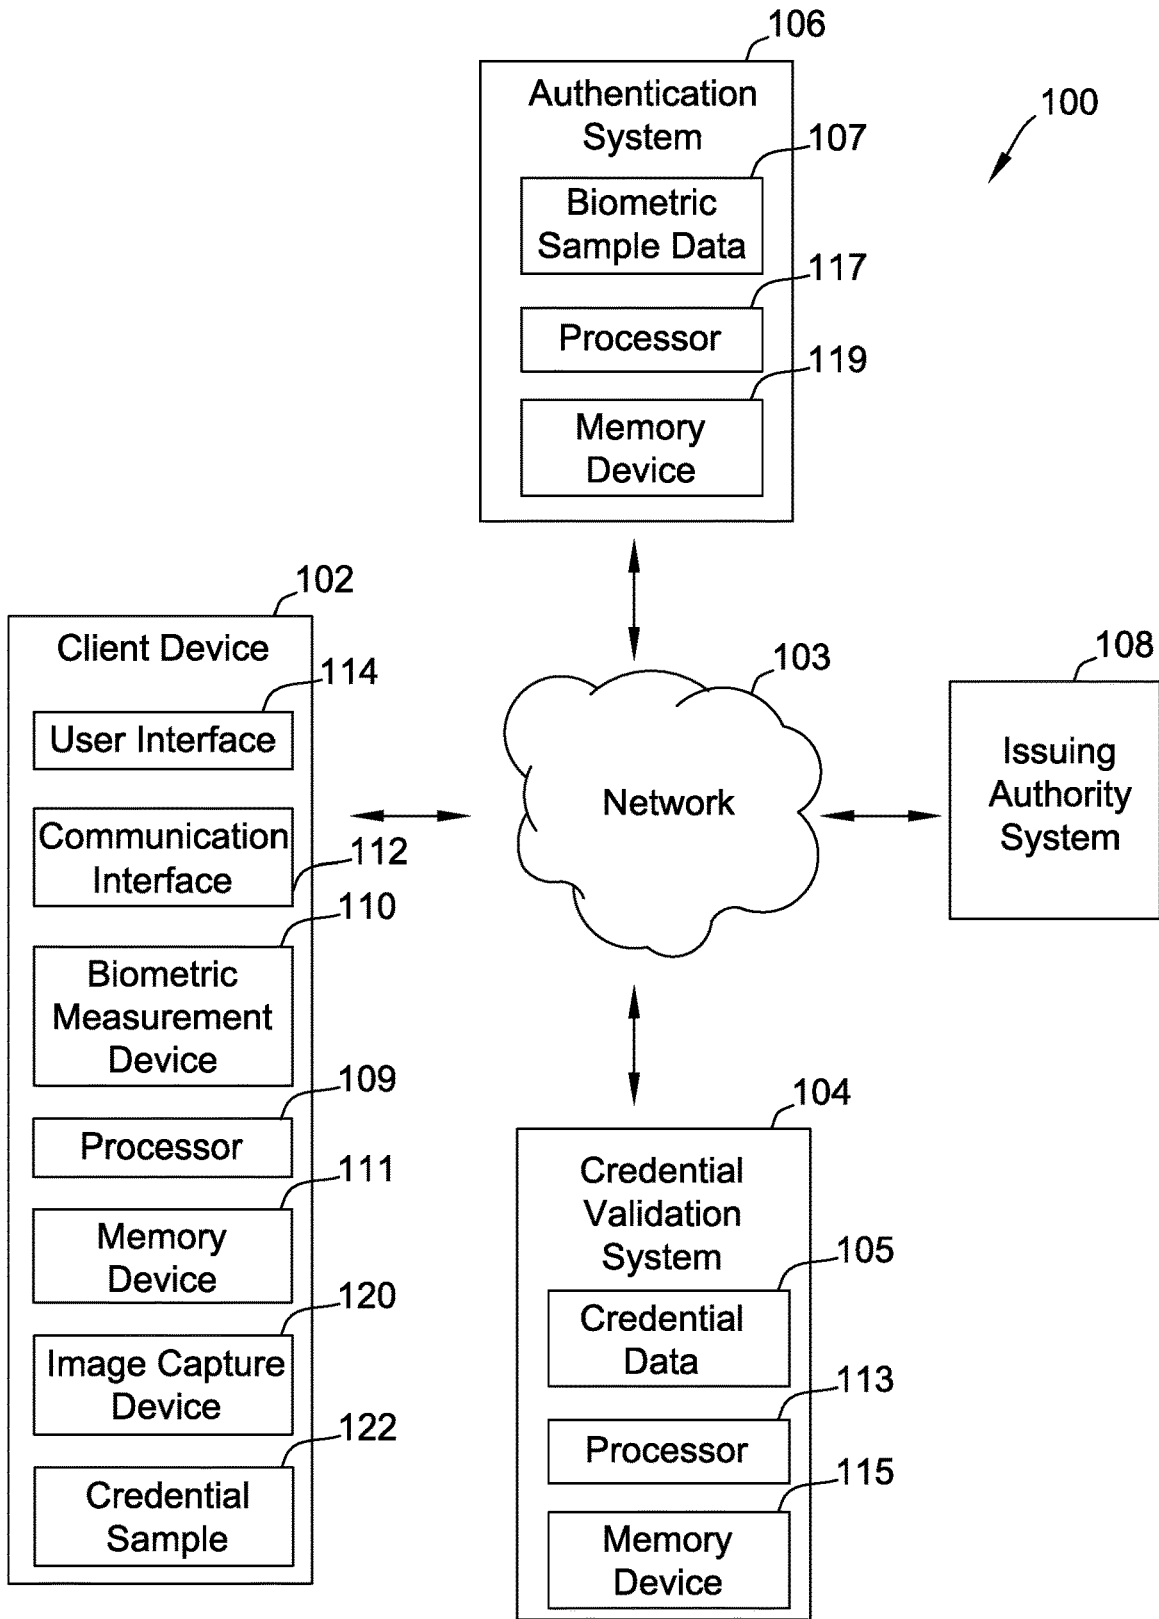 106
Authentication
System
100
107
Biometric
Sample Data
117
Processor
119
Memory
Device
102
Client Device
114
User Interface
Communication
Interface
112
110
Biometric
Measurement
Device
109
Processor
111
Memory
Device
120
Image Capture
Device
122
Credential
Sample
103
Network
108
Issuing
Authority
System
104
Credential
Validation
System
105
Credential
Data
113
Processor
115
Memory
Device